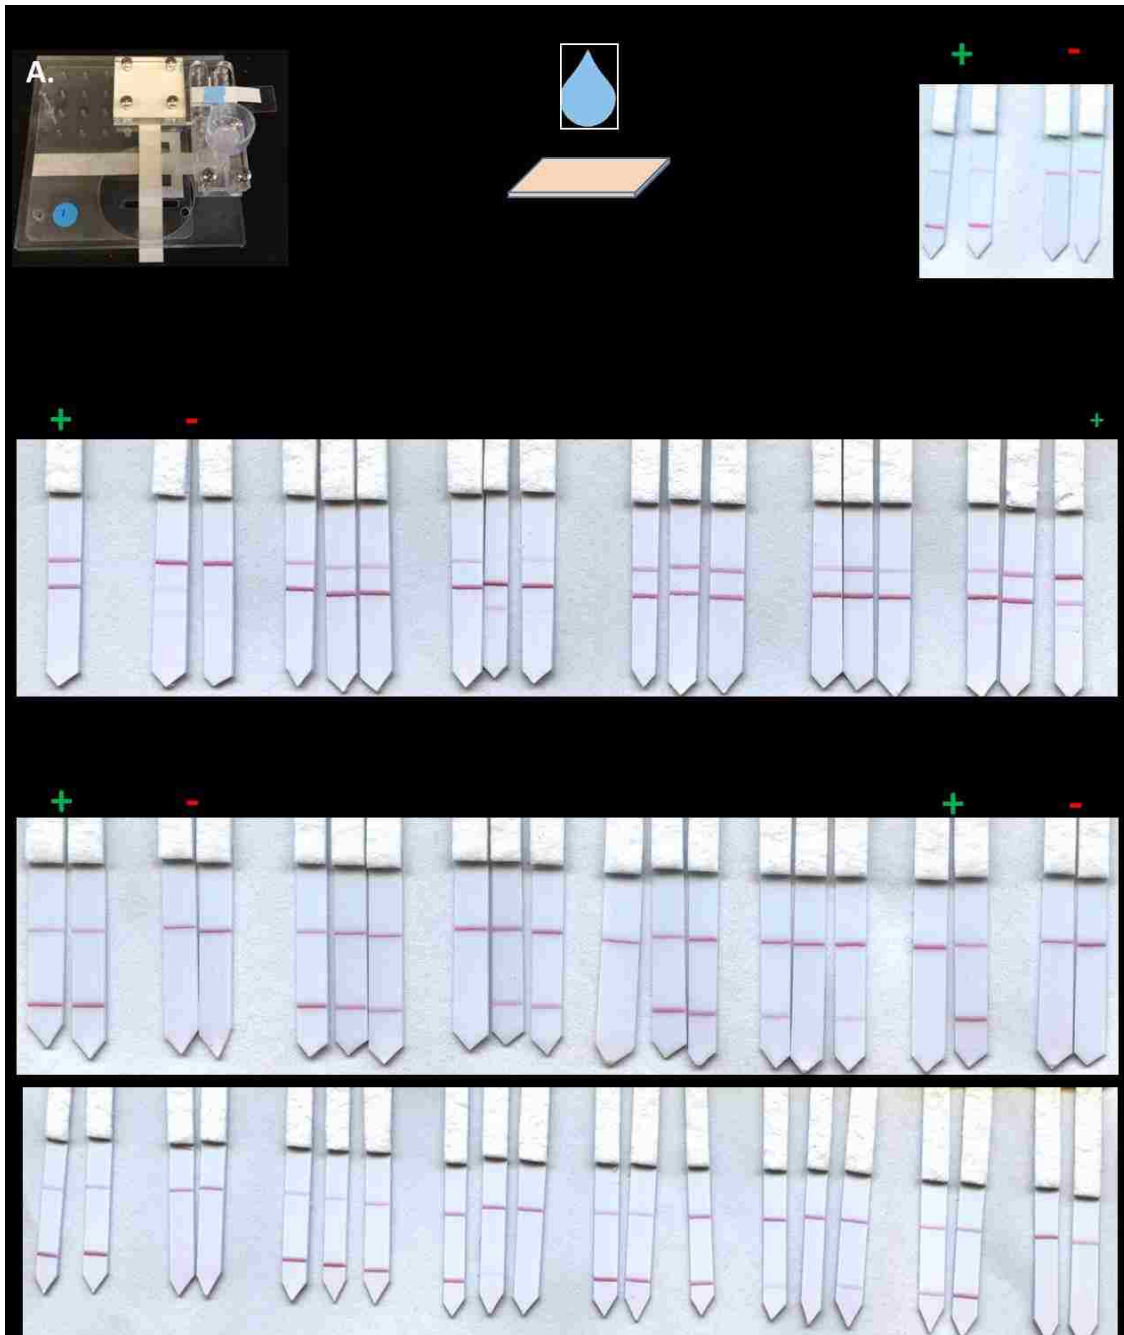 A.
+ -
+ - +
+ - + -